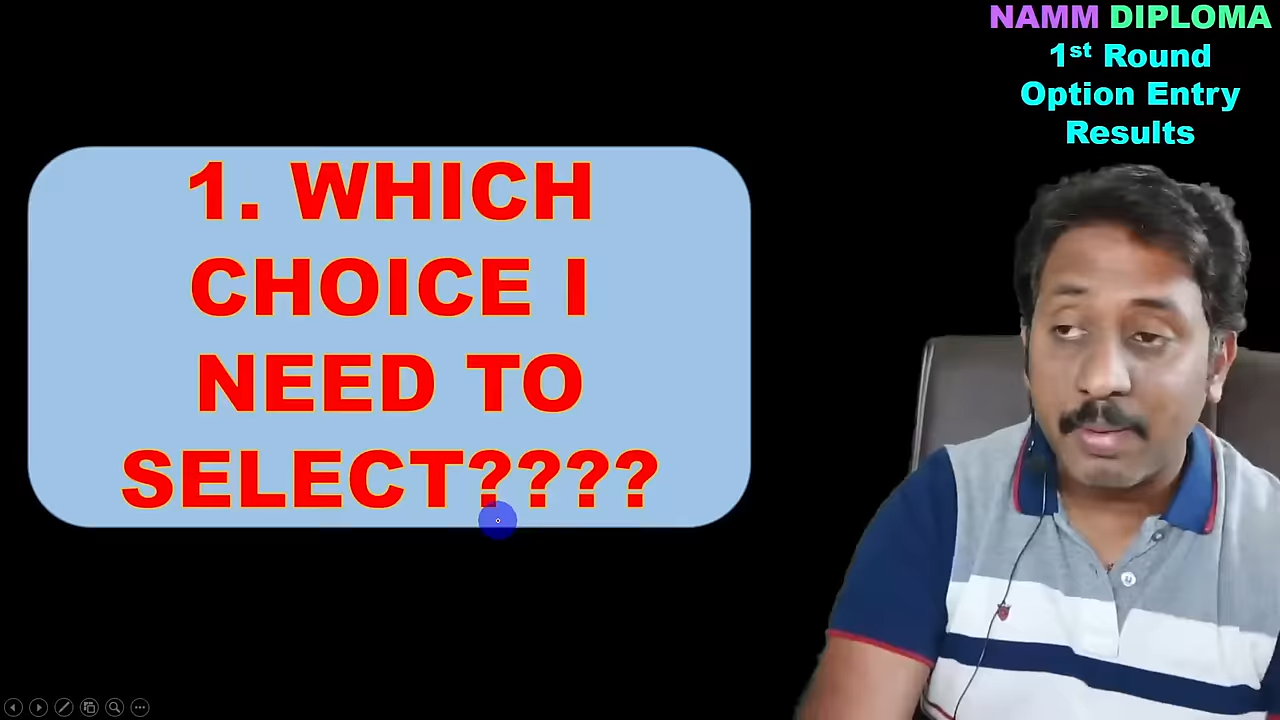 NAMM DIPLOMA
1st Round
Option Entry
Results
1. WHICH
CHOICE I
NEED TO
SELECT????